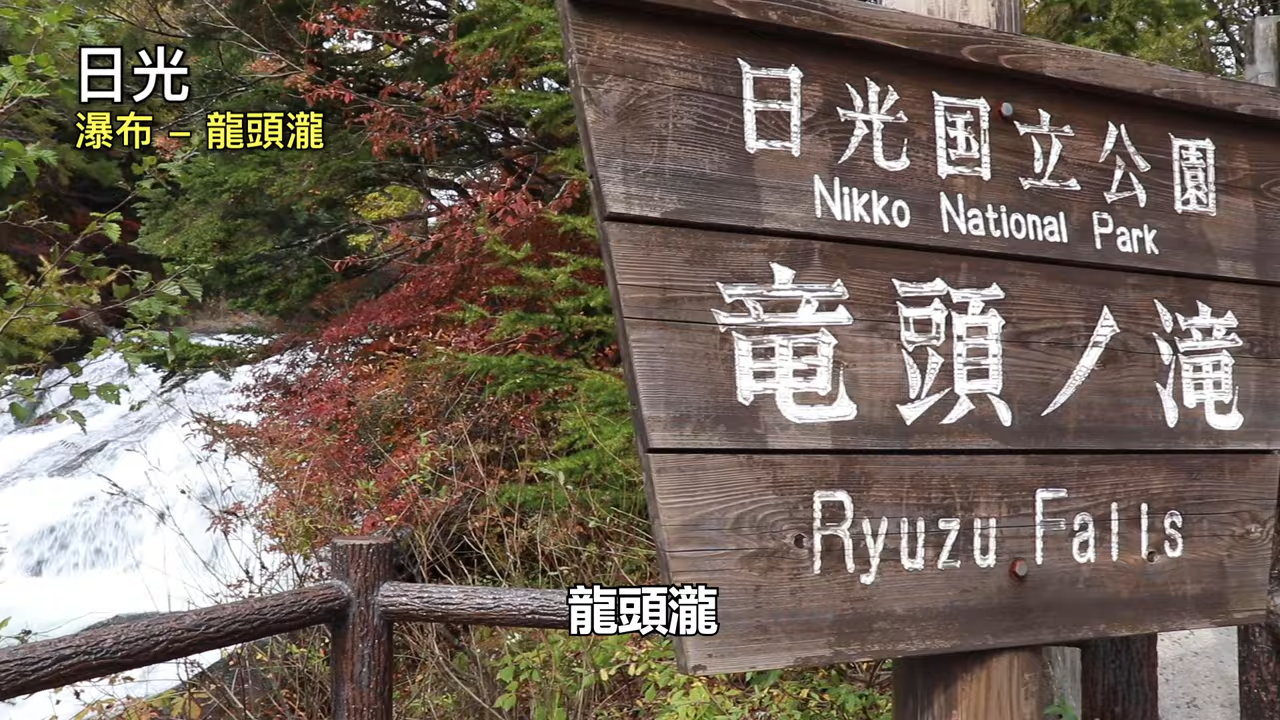 日光
瀑布 – 龍頭瀧
日光国立公園
Nikko National Park
竜頭ノ滝
Ryuzu Falls
龍頭瀧